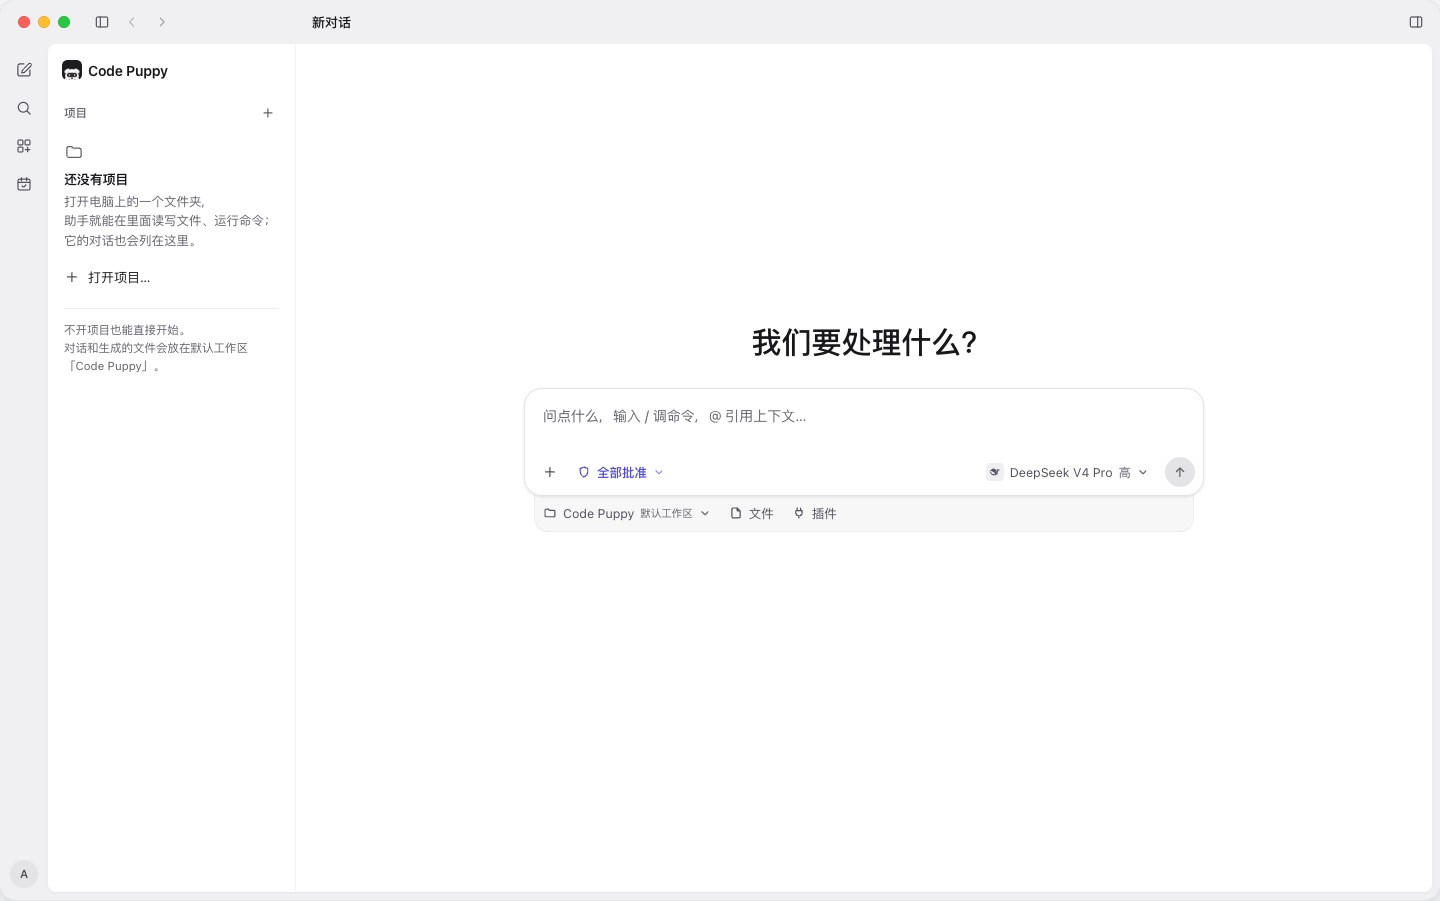 新对话
Code Puppy
项目
还没有项目
打开电脑上的一个文件夹,
助手就能在里面读写文件、运行命令;
它的对话也会列在这里。
打开项目...
不开项目也能直接开始。
对话和生成的文件会放在默认工作区
「Code Puppy」。
我们要处理什么?
问点什么, 输入 / 调命令, @ 引用上下文...
全部批准
DeepSeek V4 Pro 高
Code Puppy 默认工作区
文件
插件
A